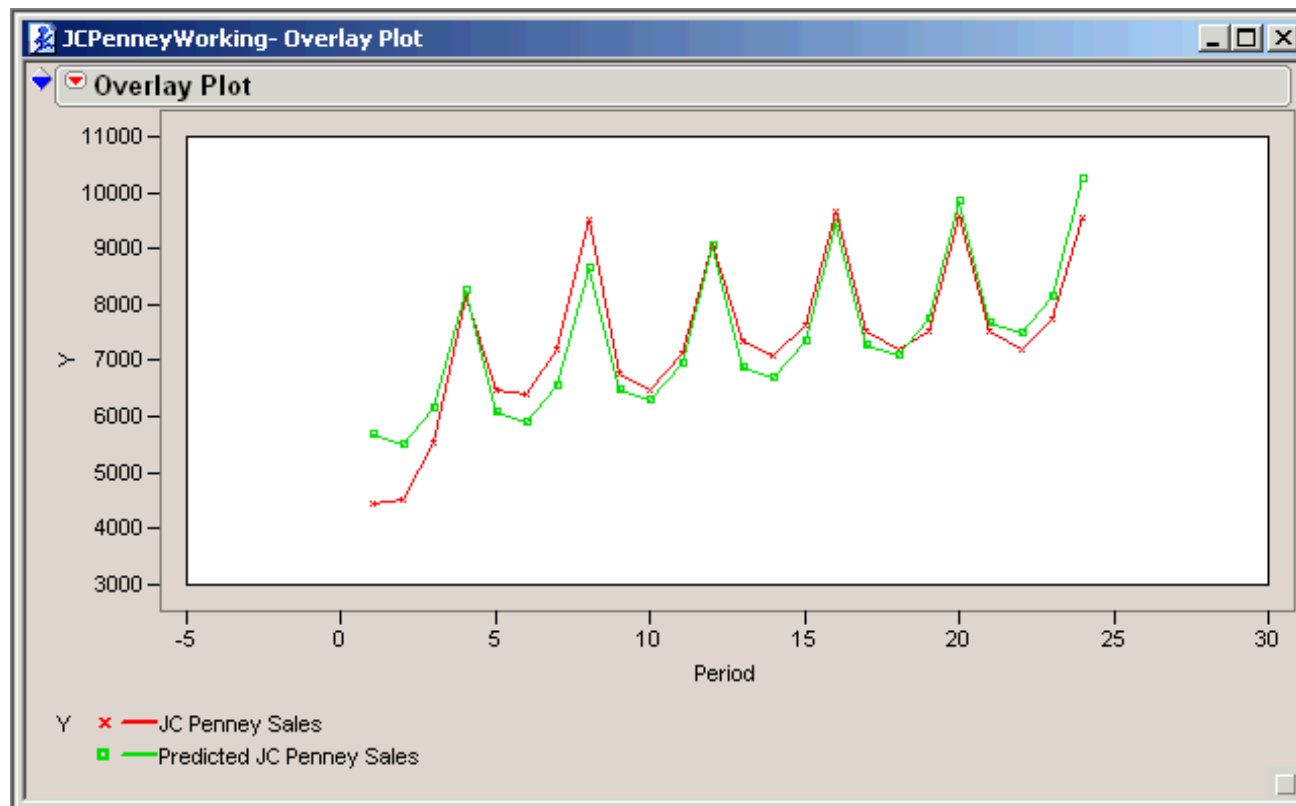 JCPenneyWorking- Overlay Plot
Overlay Plot
11000
10000
9000
8000
7000
6000
5000
4000
3000
Y
-5 0 5 10 15 20 25 30
Period
Y JC Penney Sales
Predicted JC Penney Sales